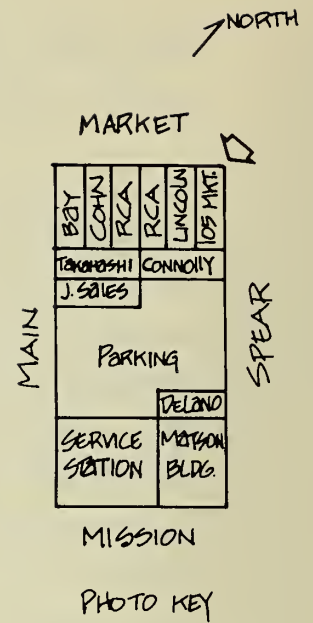 NORTH
MARKET
BAY
COHN
RCA
RCA
LINCOLN
105 MKT.
TAKAHASHI
CONNOLLY
J. SALES
MAIN
PARKING
SPEAR
DELANO
SERVICE
STATION
MATSON
BLDG.
MISSION
PHOTO KEY